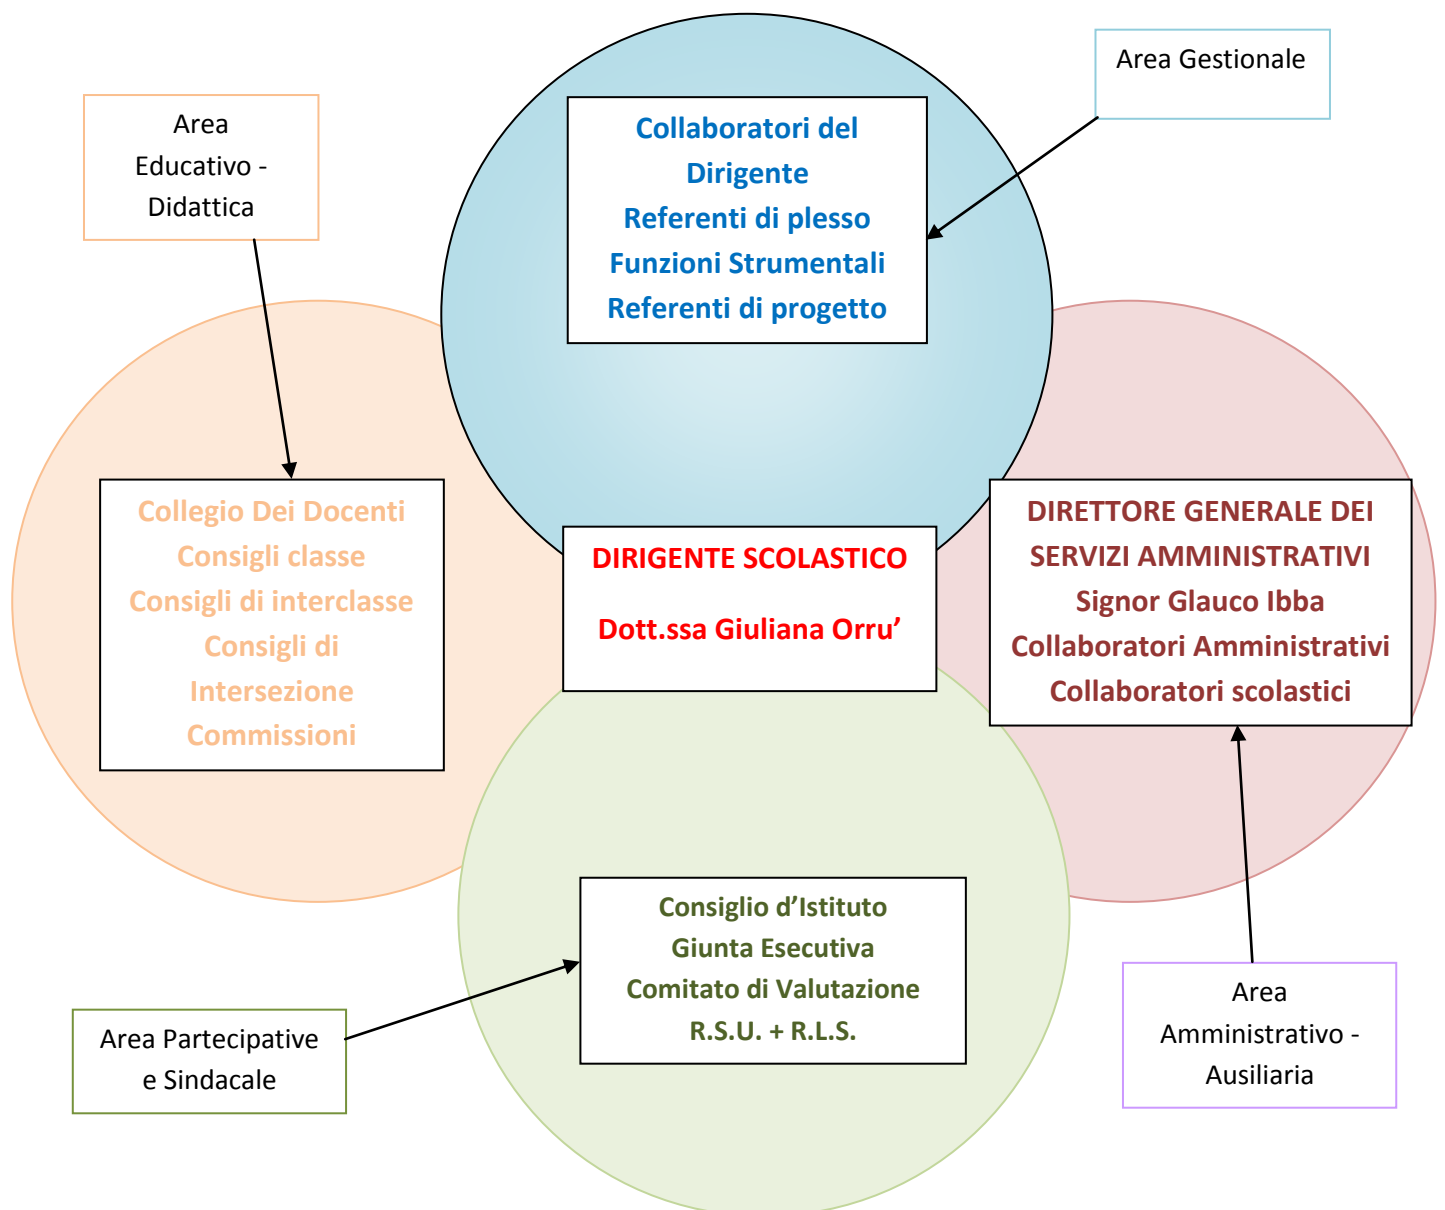 Area Gestionale
Area
Educativo -
Didattica
Collaboratori del
Dirigente
Referenti di plesso
Funzioni Strumentali
Referenti di progetto
Collegio Dei Docenti
Consigli classe
Consigli di interclasse
Consigli di
Intersezione
Commissioni
DIRIGENTE SCOLASTICO
Dott.ssa Giuliana Orru’
DIRETTORE GENERALE DEI
SERVIZI AMMINISTRATIVI
Signor Glauco Ibba
Collaboratori Amministrativi
Collaboratori scolastici
Consiglio d’Istituto
Giunta Esecutiva
Comitato di Valutazione
R.S.U. + R.L.S.
Area Partecipative
e Sindacale
Area
Amministrativo -
Ausiliaria